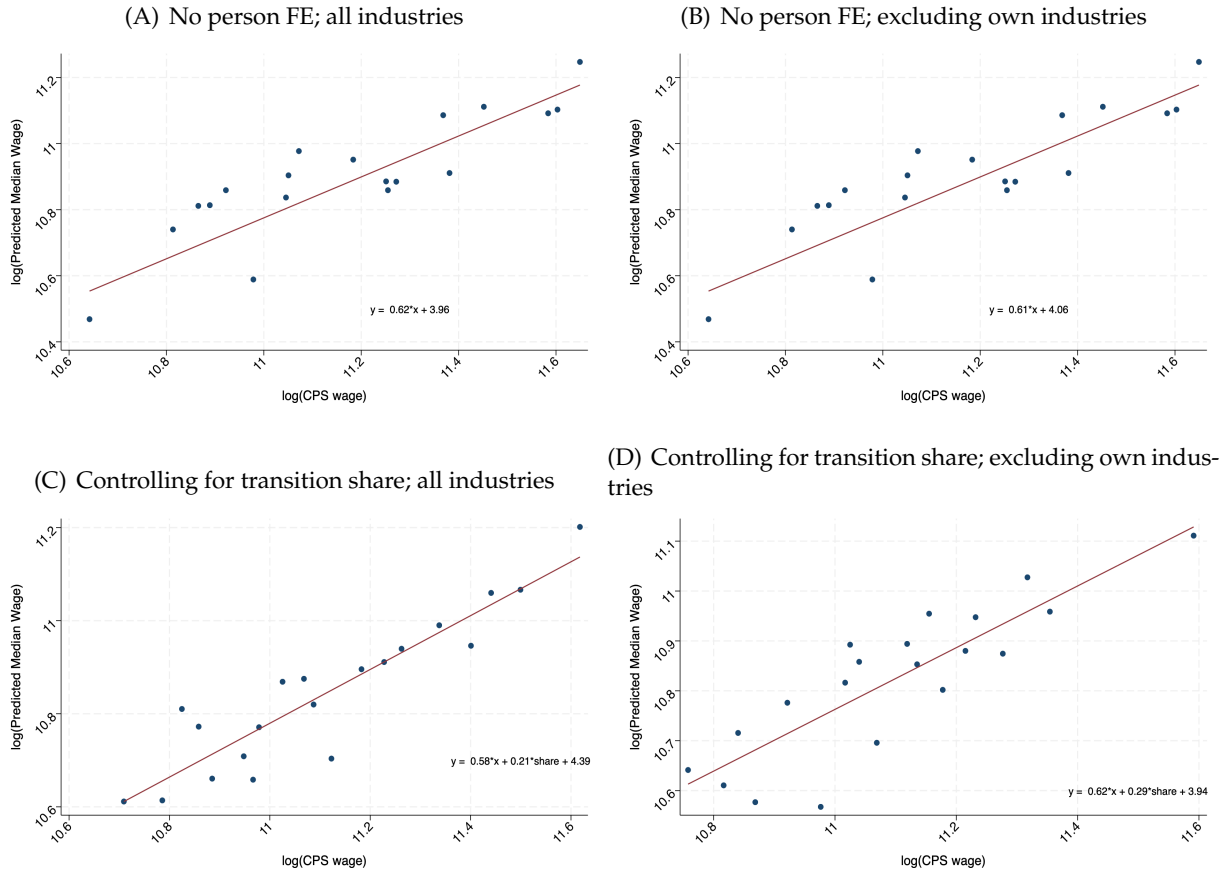 (A) No person FE; all industries
log(Predicted Median Wage)
11.2
11
10.8
10.6
10.4
y = 0.62*x + 3.96
10.6
10.8
11
11.2
11.4
11.6
log(CPS wage)
(B) No person FE; excluding own industries
log(Predicted Median Wage)
11.2
11
10.8
10.6
10.4
y = 0.61*x + 4.06
10.6
10.8
11
11.2
11.4
11.6
log(CPS wage)
(C) Controlling for transition share; all industries
log(Predicted Median Wage)
11.2
11
10.8
10.6
y = 0.58*x + 0.21*share + 4.39
10.6
10.8
11
11.2
11.4
11.6
log(CPS wage)
(D) Controlling for transition share; excluding own indus-
tries
log(Predicted Median Wage)
11.1
11
10.9
10.8
10.7
10.6
y = 0.62*x + 0.29*share + 3.94
10.8
11
11.2
11.4
11.6
log(CPS wage)